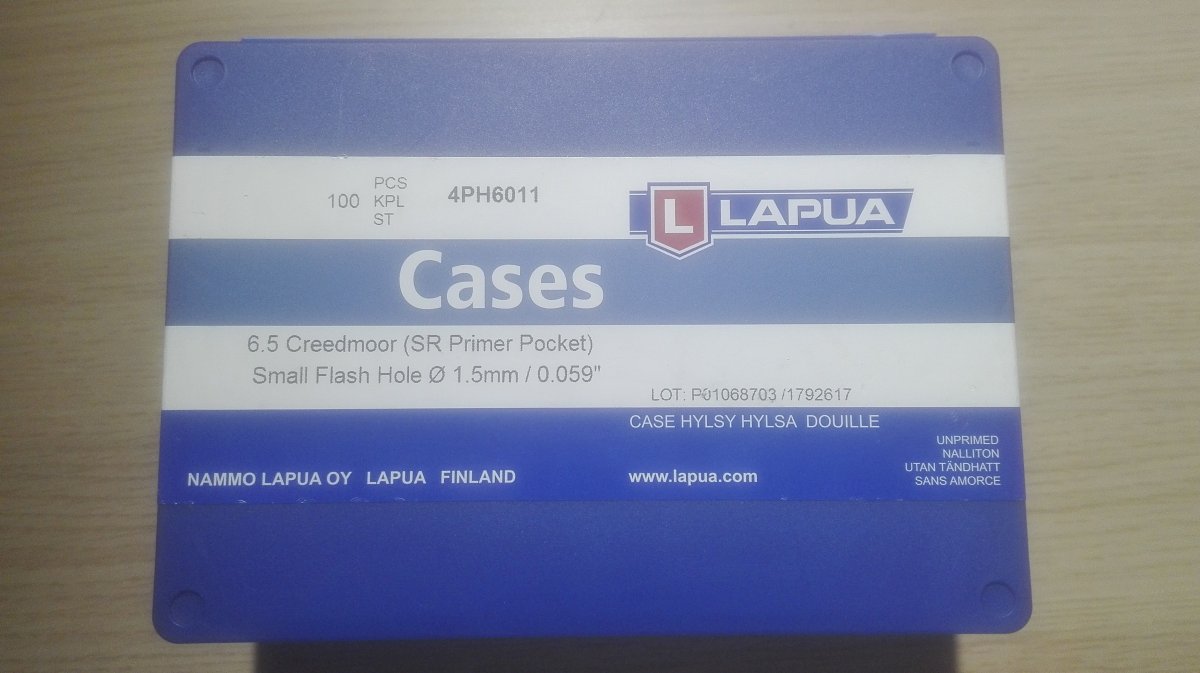 100 PCS
KPL
ST
4PH6011
L LAPUA
Cases
6.5 Creedmoor (SR Primer Pocket)
Small Flash Hole Ø 1.5mm / 0.059"
LOT: P01068703 /1792617
CASE HYLSY HYLSA DOUILLE
UNPRIMED
NALLITON
UTAN TÄNDHATT
SANS AMORCE
NAMMO LAPUA OY LAPUA FINLAND
www.lapua.com